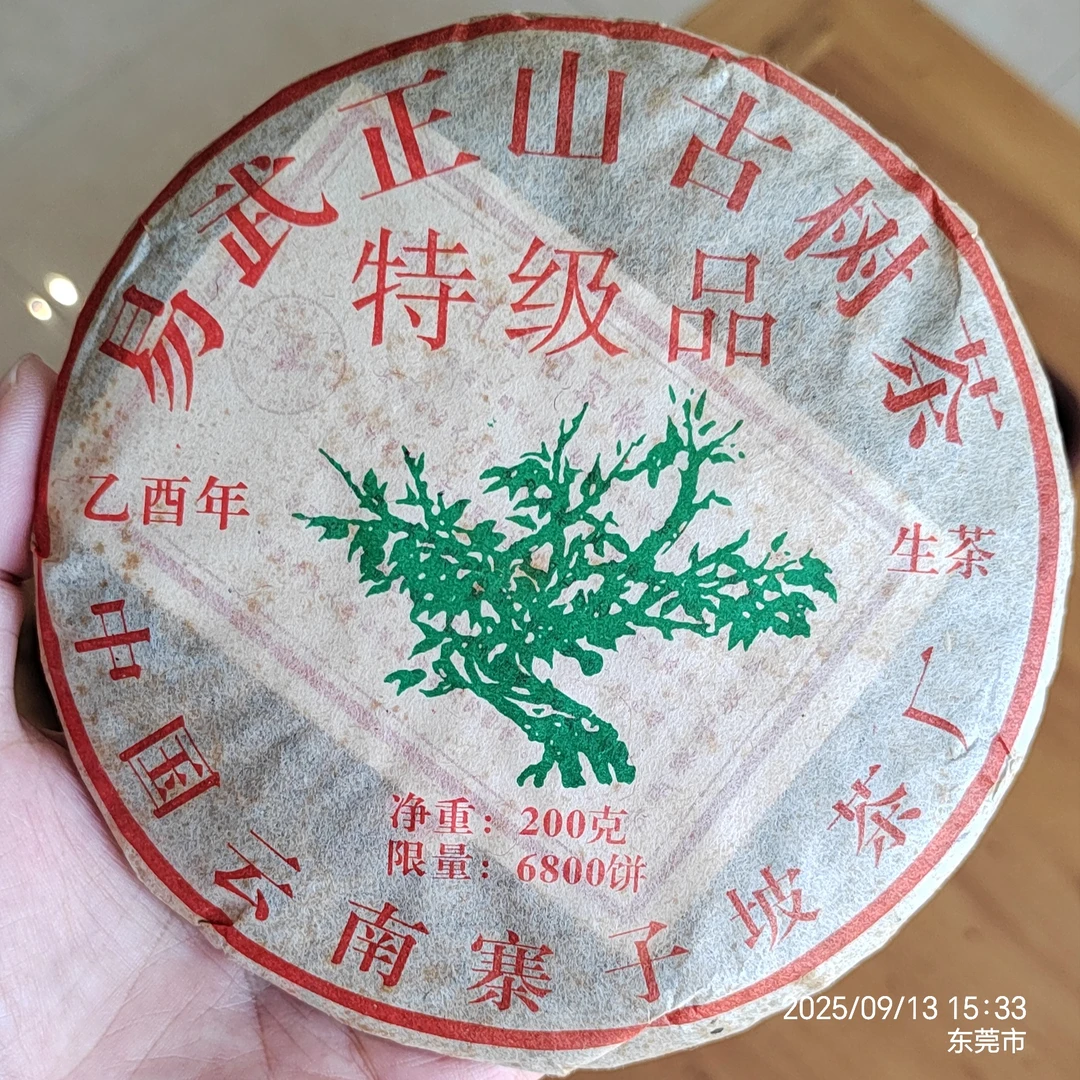 易武正山古树茶
特级品
乙酉年
生茶
净重：200克
限量：6800饼
中国云南寨子坡茶厂
2025/09/13 15:33
东莞市